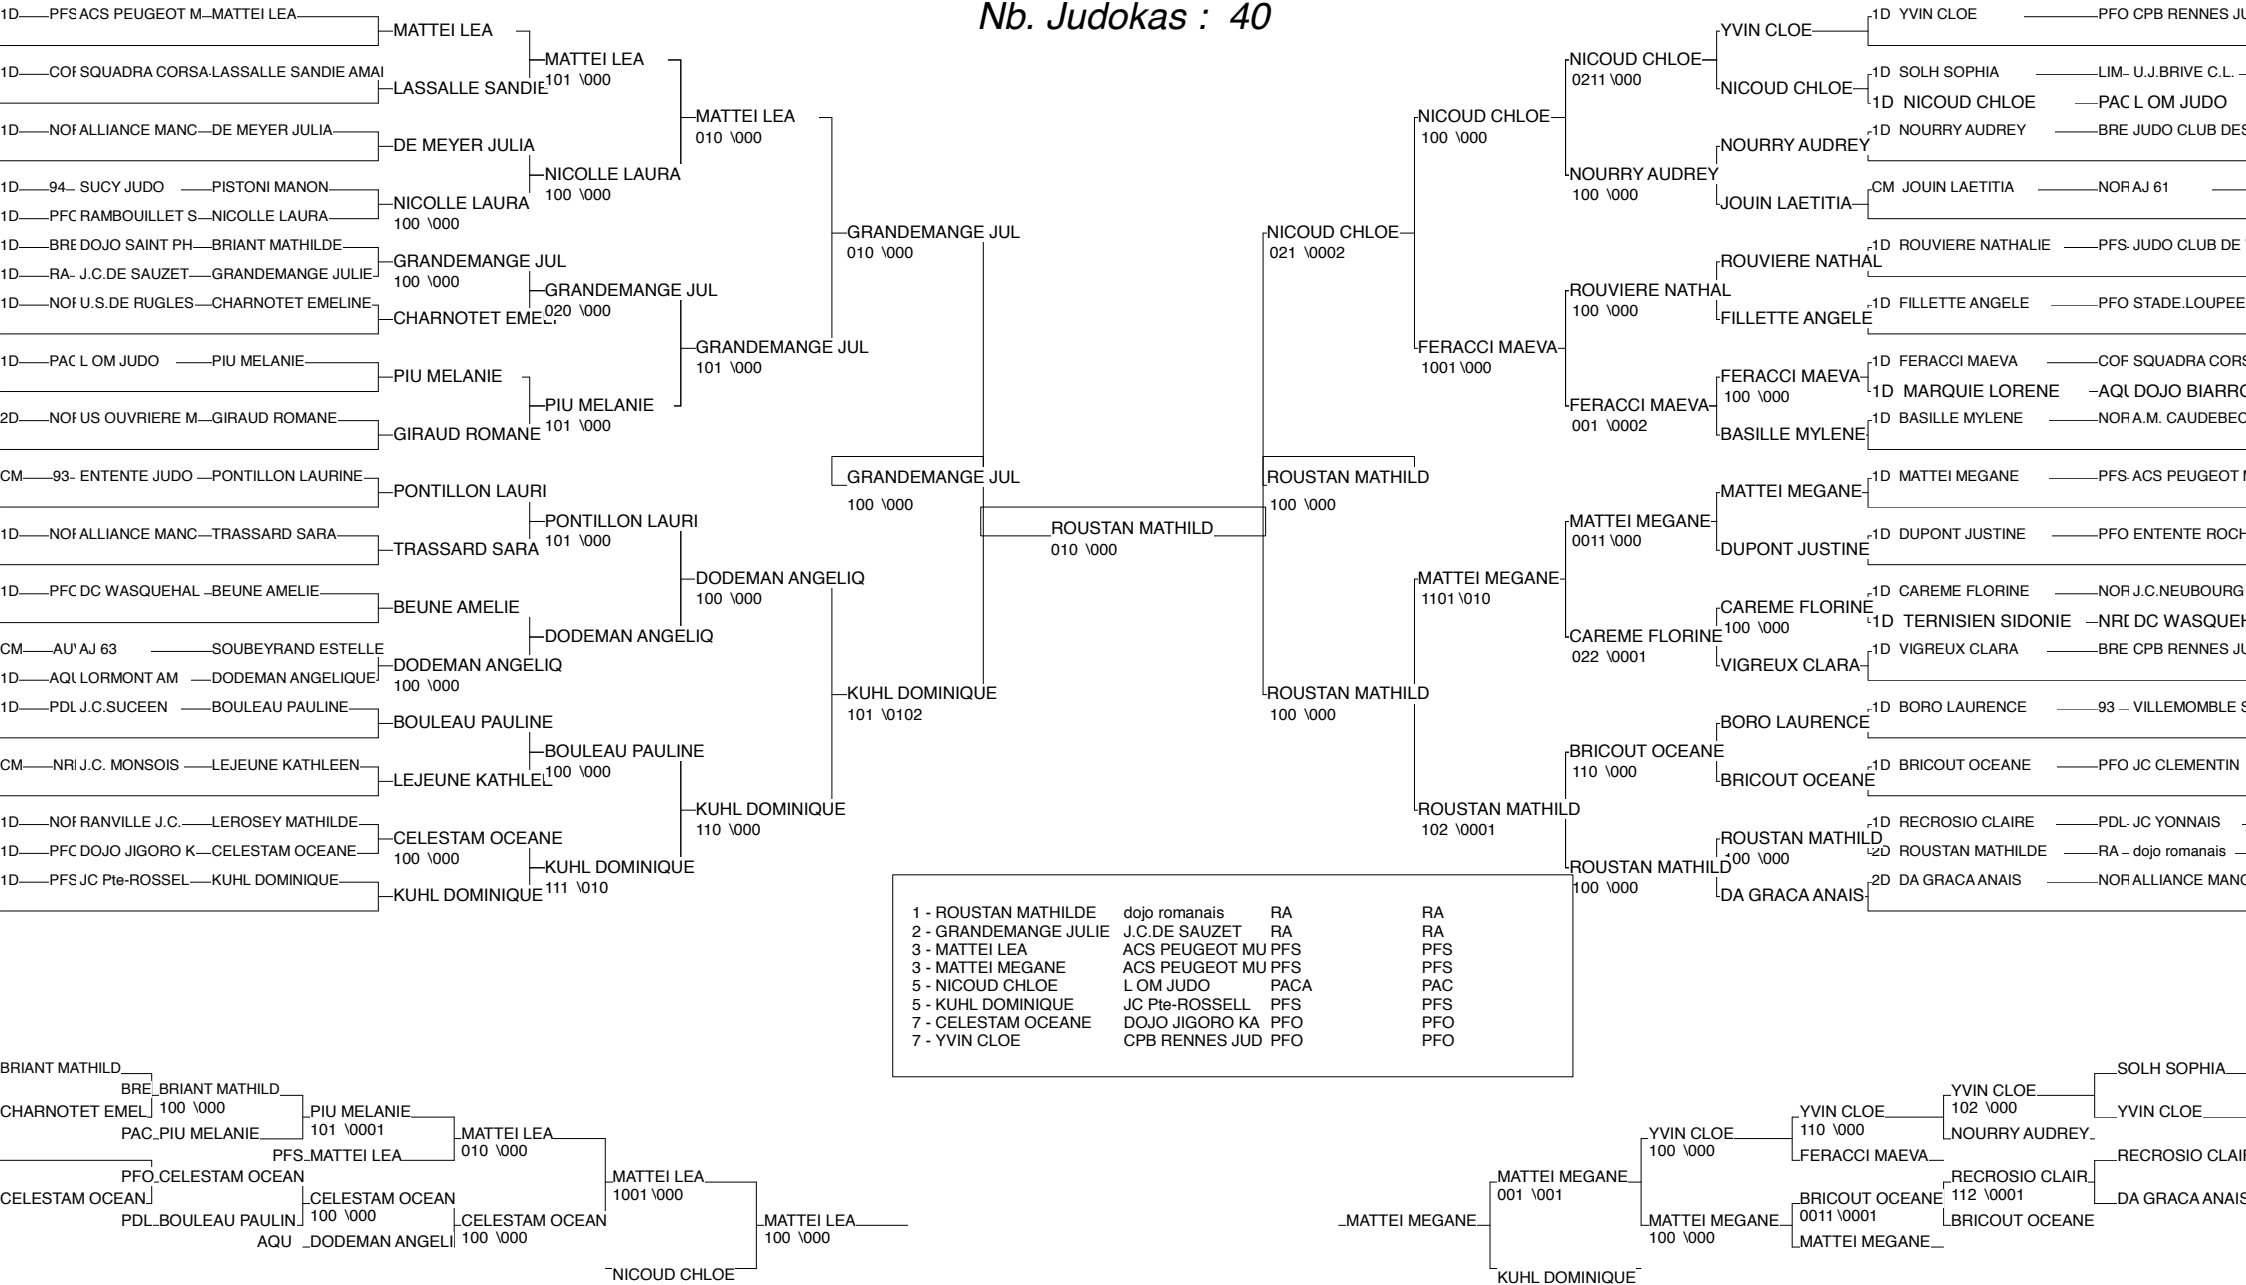 Nb. Judokas : 40
1D PFS ACS PEUGEOT M MATTEI LEA
1D COF SQUADRA CORSA LASSALLE SANDIE AMAI
1D NOF ALLIANCE MANC DE MEYER JULIA
1D 94 SUCY JUDO PISTONI MANON
1D PFC RAMBOUILLET S NICOLLE LAURA
1D BRE DOJO SAINT PH BRIANT MATHILDE
1D RA J.C.DE SAUZET GRANDEMANGE JULIE
1D NOF U.S.DE RUGLES CHARNOTET EMELINE
1D PAC L OM JUDO PIU MELANIE
2D NOF US OUVRIERE M GIRAUD ROMANE
CM 93 ENTENTE JUDO PONTILLON LAURINE
1D NOF ALLIANCE MANC TRASSARD SARA
1D PFC DC WASQUEHAL BEUNE AMELIE
CM AU AJ 63 SOUBEYRAND ESTELLE
1D AQU LORMONT AM DODEMAN ANGELIQUE
1D PDL J.C.SUCEEN BOULEAU PAULINE
CM NRI J.C. MONSOIS LEJEUNE KATHLEEN
1D NOF RANVILLE J.C. LEROSEY MATHILDE
1D PFC DOJO JIGORO K CELESTAM OCEANE
1D PFS JC Pte-ROSSEL KUHL DOMINIQUE
MATTEI LEA
LASSALLE SANDIE
DE MEYER JULIA
NICOLLE LAURA
100 \000
GRANDEMANGE JUL
100 \000
CHARNOTET EMEL
PIU MELANIE
GIRAUD ROMANE
PONTILLON LAURI
TRASSARD SARA
BEUNE AMELIE
DODEMAN ANGELIQ
100 \000
BOULEAU PAULINE
LEJEUNE KATHLE
CELESTAM OCEANE
100 \000
KUHL DOMINIQUE
MATTEI LEA
101 \000
NICOLLE LAURA
100 \000
GRANDEMANGE JUL
020 \000
PIU MELANIE
101 \000
PONTILLON LAURI
101 \000
DODEMAN ANGELIQ
BOULEAU PAULINE
100 \000
KUHL DOMINIQUE
111 \010
MATTEI LEA
010 \000
GRANDEMANGE JUL
101 \000
DODEMAN ANGELIQ
100 \000
KUHL DOMINIQUE
110 \000
GRANDEMANGE JUL
010 \000
GRANDEMANGE JUL
100 \000
KUHL DOMINIQUE
101 \0102
ROUSTAN MATHILD
010 \000
NICOUD CHLOE
021 \0002
ROUSTAN MATHILD
100 \000
ROUSTAN MATHILD
100 \000
NICOUD CHLOE
100 \000
FERACCI MAEVA
1001 \000
MATTEI MEGANE
1101 \010
ROUSTAN MATHILD
102 \0001
NICOUD CHLOE
0211 \000
NOURRY AUDREY
100 \000
ROUVIERE NATHAL
100 \000
FERACCI MAEVA
001 \0002
MATTEI MEGANE
0011 \000
CAREME FLORINE
022 \0001
BRICOUT OCEANE
110 \000
ROUSTAN MATHILD
100 \000
YVIN CLOE
NICOUD CHLOE
NOURRY AUDREY
JOUIN LAETITIA
ROUVIERE NATHAL
FILLETTE ANGELE
FERACCI MAEVA
100 \000
BASILLE MYLENE
MATTEI MEGANE
DUPONT JUSTINE
CAREME FLORINE
100 \000
VIGREUX CLARA
BORO LAURENCE
BRICOUT OCEANE
ROUSTAN MATHILD
100 \000
DA GRACA ANAIS
1D YVIN CLOE PFO CPB RENNES JU
1D SOLH SOPHIA LIM U.J.BRIVE C.L.
1D NICOUD CHLOE PAC L OM JUDO
1D NOURRY AUDREY BRE JUDO CLUB DES
CM JOUIN LAETITIA NOR AJ 61
1D ROUVIERE NATHALIE PFS JUDO CLUB DE
1D FILLETTE ANGELE PFO STADE.LOUPEE
1D FERACCI MAEVA COF SQUADRA CORS
1D MARQUIE LORENE AQU DOJO BIARRO
1D BASILLE MYLENE NOR A.M. CAUDEBEC
1D MATTEI MEGANE PFS ACS PEUGEOT M
1D DUPONT JUSTINE PFO ENTENTE ROCH
1D CAREME FLORINE NOR J.C.NEUBOURG
1D TERNISIEN SIDONIE NRD DC WASQUEH
1D VIGREUX CLARA BRE CPB RENNES JU
1D BORO LAURENCE 93 VILLEMOMBLE S
1D BRICOUT OCEANE PFO JC CLEMENTIN
1D RECROSIO CLAIRE PDL JC YONNAIS
2D ROUSTAN MATHILDE RA dojo romanais
2D DA GRACA ANAIS NOR ALLIANCE MANC
1 - ROUSTAN MATHILDE dojo romanais RA RA
2 - GRANDEMANGE JULIE J.C.DE SAUZET RA RA
3 - MATTEI LEA ACS PEUGEOT MU PFS PFS
3 - MATTEI MEGANE ACS PEUGEOT MU PFS PFS
5 - NICOUD CHLOE L OM JUDO PACA PAC
5 - KUHL DOMINIQUE JC Pte-ROSSELL PFS PFS
7 - CELESTAM OCEANE DOJO JIGORO KA PFO PFO
7 - YVIN CLOE CPB RENNES JUD PFO PFO
BRIANT MATHILD
CHARNOTET EMEL
CELESTAM OCEAN
BRE BRIANT MATHILD
100 \000
PAC PIU MELANIE
PFO CELESTAM OCEAN
PDL BOULEAU PAULIN
PIU MELANIE
101 \0001
PFS MATTEI LEA
CELESTAM OCEAN
100 \000
AQU DODEMAN ANGELI
MATTEI LEA
010 \000
CELESTAM OCEAN
100 \000
MATTEI LEA
1001 \000
NICOUD CHLOE
MATTEI LEA
100 \000
MATTEI MEGANE
MATTEI MEGANE
001 \001
KUHL DOMINIQUE
YVIN CLOE
100 \000
MATTEI MEGANE
100 \000
YVIN CLOE
110 \000
FERACCI MAEVA
BRICOUT OCEANE
0011 \0001
MATTEI MEGANE
YVIN CLOE
102 \000
NOURRY AUDREY
RECROSIO CLAIR
112 \0001
BRICOUT OCEANE
SOLH SOPHIA
YVIN CLOE
RECROSIO CLAIR
DA GRACA ANAIS